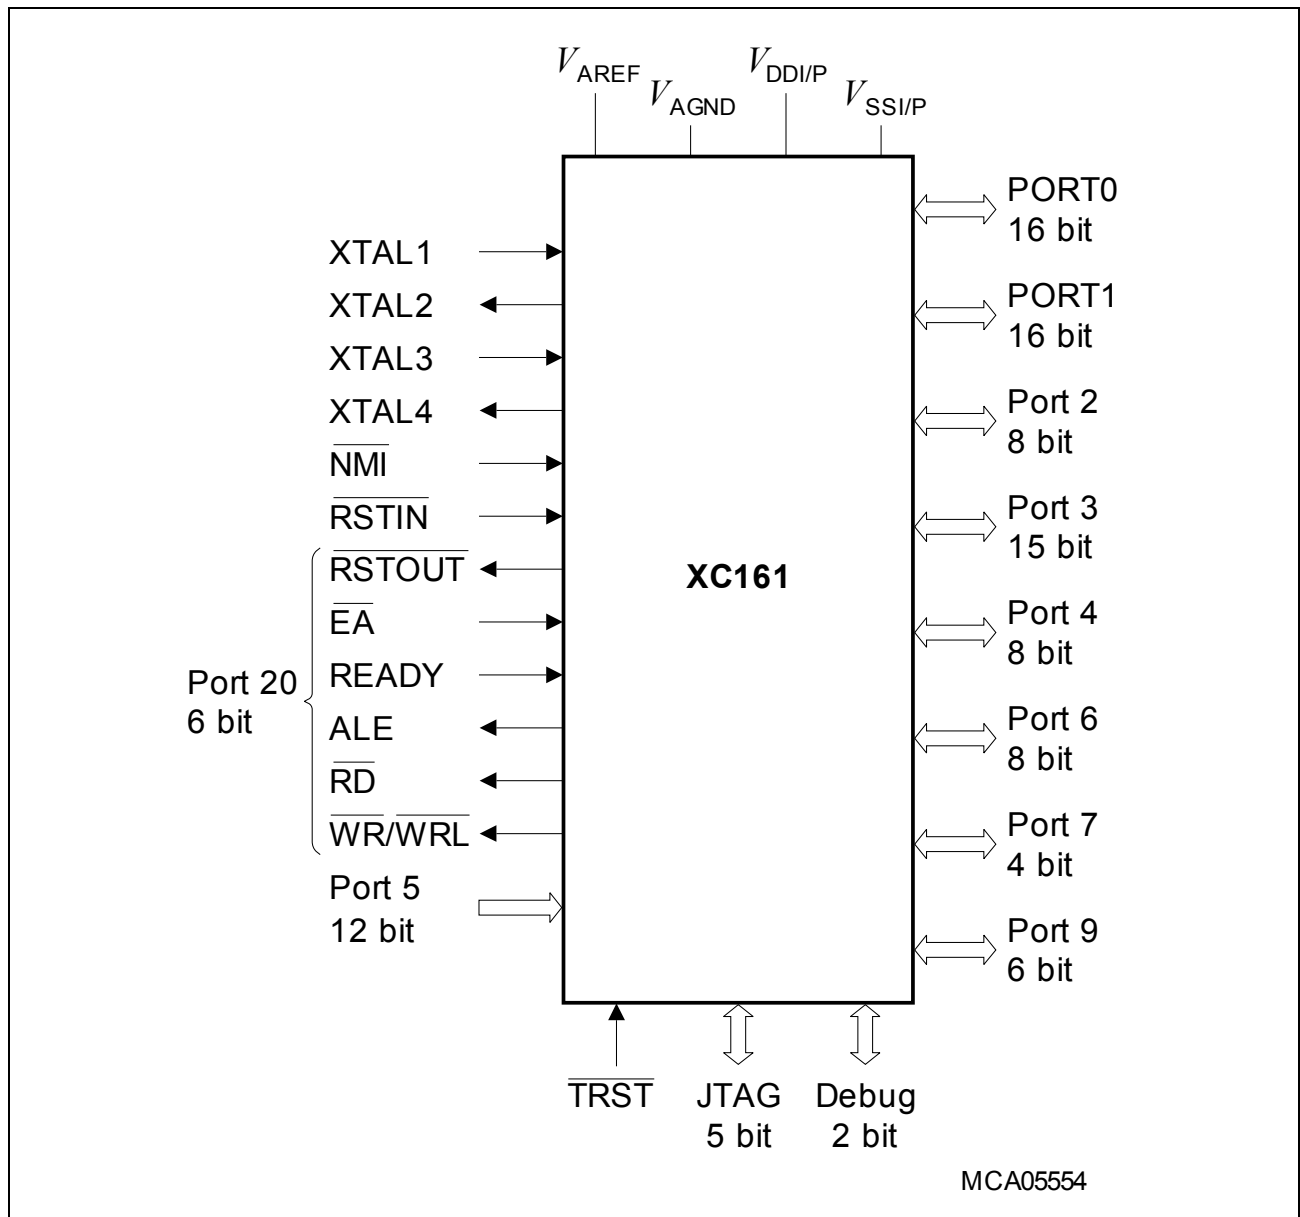 VAREF
VAGND
VDDI/P
VSSI/P
XTAL1
XTAL2
XTAL3
XTAL4
NMI
RSTIN
RSTOUT
EA
READY
ALE
RD
WR/WRL
Port 20
6 bit
Port 5
12 bit
XC161
PORT0
16 bit
PORT1
16 bit
Port 2
8 bit
Port 3
15 bit
Port 4
8 bit
Port 6
8 bit
Port 7
4 bit
Port 9
6 bit
TRST
JTAG
5 bit
Debug
2 bit
MCA05554